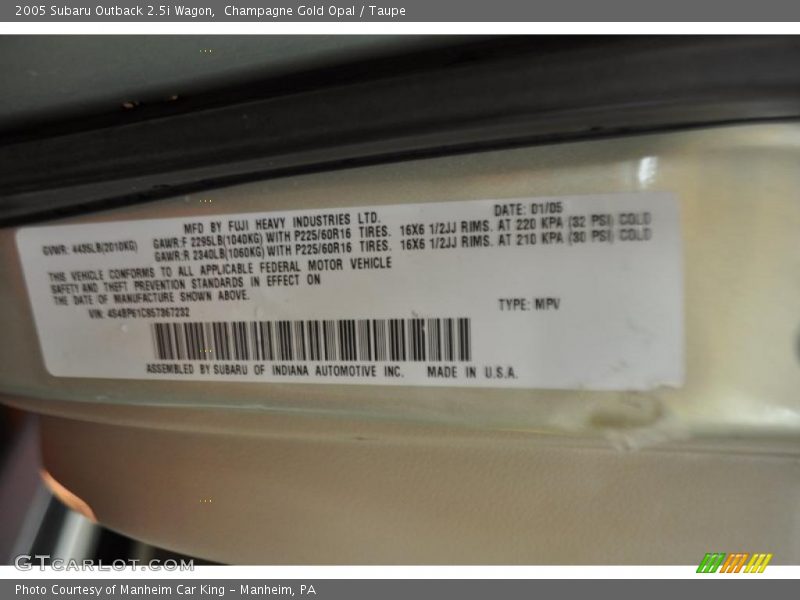 2005 Subaru Outback 2.5i Wagon,  Champagne Gold Opal / Taupe
MFD BY FUJI HEAVY INDUSTRIES LTD. DATE: 01/05
GVWR: 4435LB(2010KG) GAWR:F 2295LB(1040KG) WITH P225/60R16 TIRES. 16X6 1/2JJ RIMS. AT 220 KPA (32 PSI) COLD
GAWR:R 2340LB(1060KG) WITH P225/60R16 TIRES. 16X6 1/2JJ RIMS. AT 210 KPA (30 PSI) COLD
THIS VEHICLE CONFORMS TO ALL APPLICABLE FEDERAL MOTOR VEHICLE
SAFETY AND THEFT PREVENTION STANDARDS IN EFFECT ON
THE DATE OF MANUFACTURE SHOWN ABOVE.
VIN: 4S4BP61C957367232 TYPE: MPV
ASSEMBLED BY SUBARU OF INDIANA AUTOMOTIVE INC. MADE IN U.S.A.
GTCARLOT.COM
Photo Courtesy of Manheim Car King - Manheim, PA